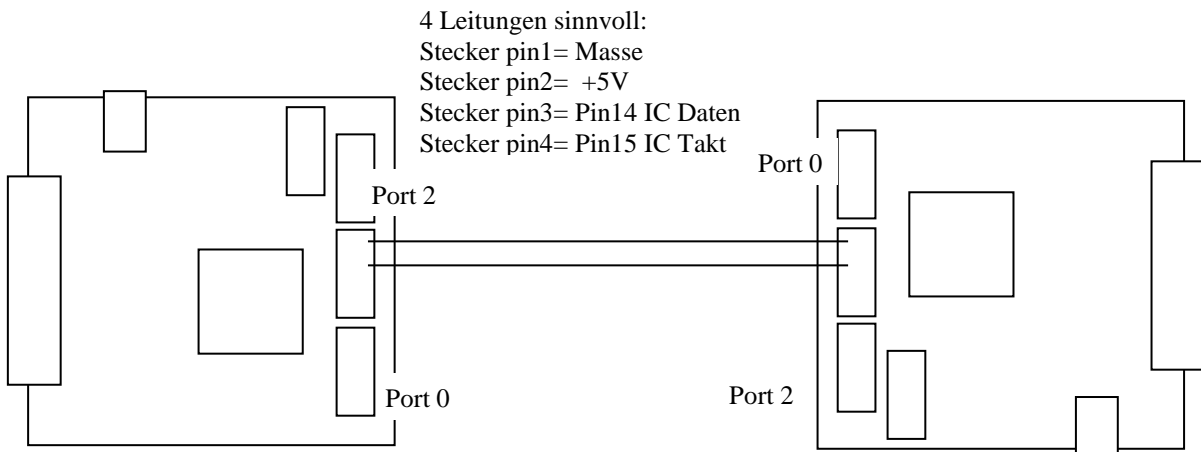 4 Leitungen sinnvoll:
Stecker pin1= Masse
Stecker pin2= +5V
Stecker pin3= Pin14 IC Daten
Stecker pin4= Pin15 IC Takt
Port 0
Port 2
Port 2
Port 0